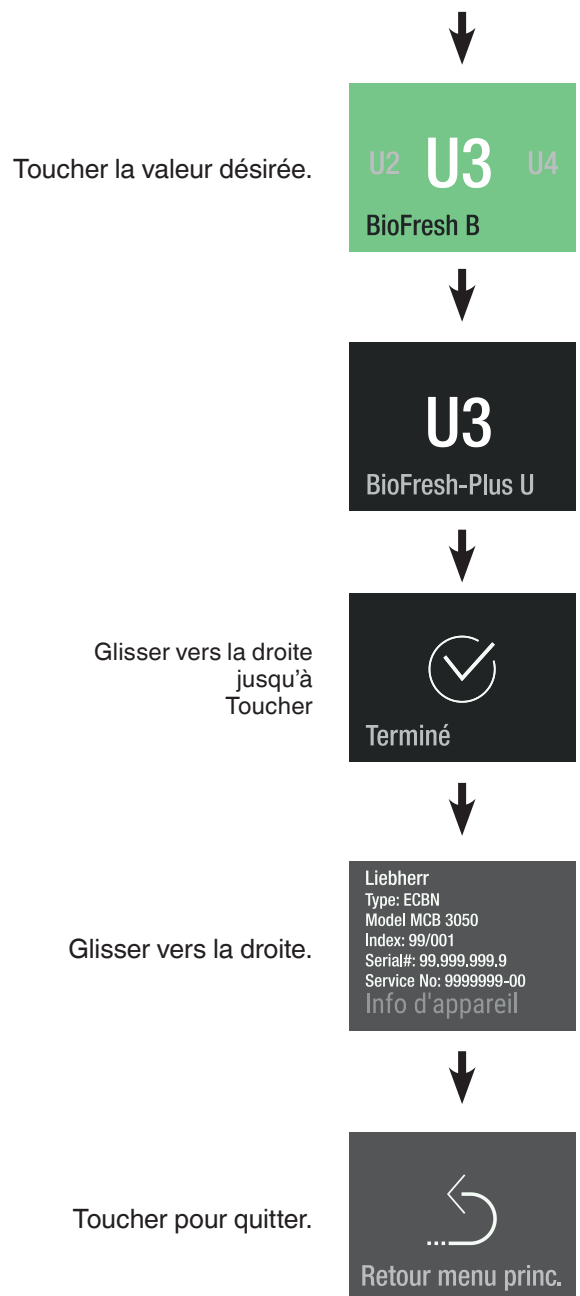 Toucher la valeur désirée.
U2 U3 U4
BioFresh B
U3
BioFresh-Plus U
Glisser vers la droite
jusqu'à
Toucher
Terminé
Glisser vers la droite.
Liebherr
Type: ECBN
Model MCB 3050
Index: 99/001
Serial#: 99.999.999.9
Service No: 9999999-00
Info d'appareil
Toucher pour quitter.
Retour menu princ.